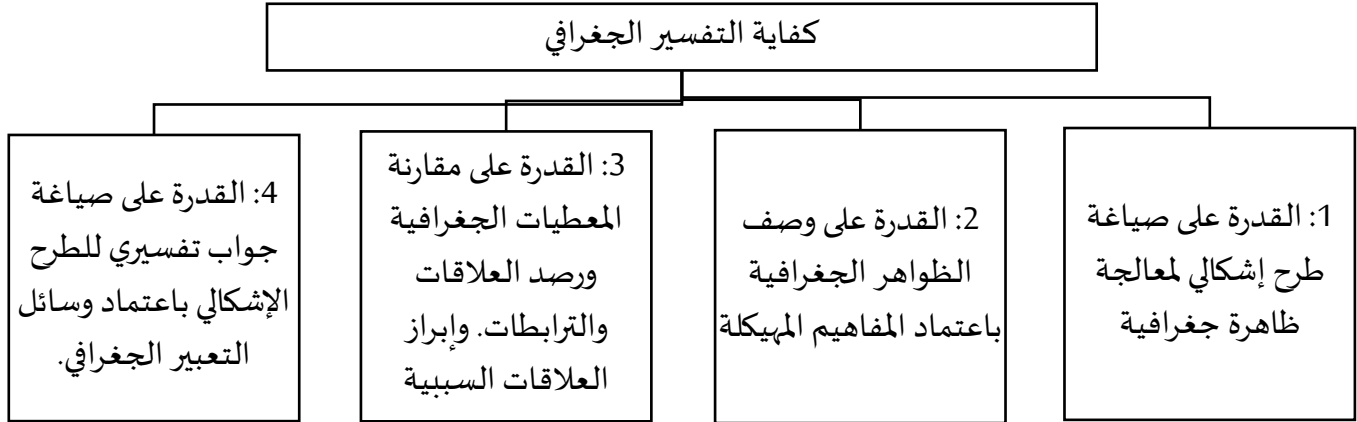 كفاية التفسير الجغرافي
1: القدرة على صياغة
طرح إشكالي لمعالجة
ظاهرة جغرافية
2: القدرة على وصف
الظواهر الجغرافية
باعتماد المفاهيم المهيكلة
3: القدرة على مقارنة
المعطيات الجغرافية
ورصد العلاقات
والترابطات. وإبراز
العلاقات السببية
4: القدرة على صياغة
جواب تفسيري للطرح
الإشكالي باعتماد وسائل
التعبير الجغرافي.